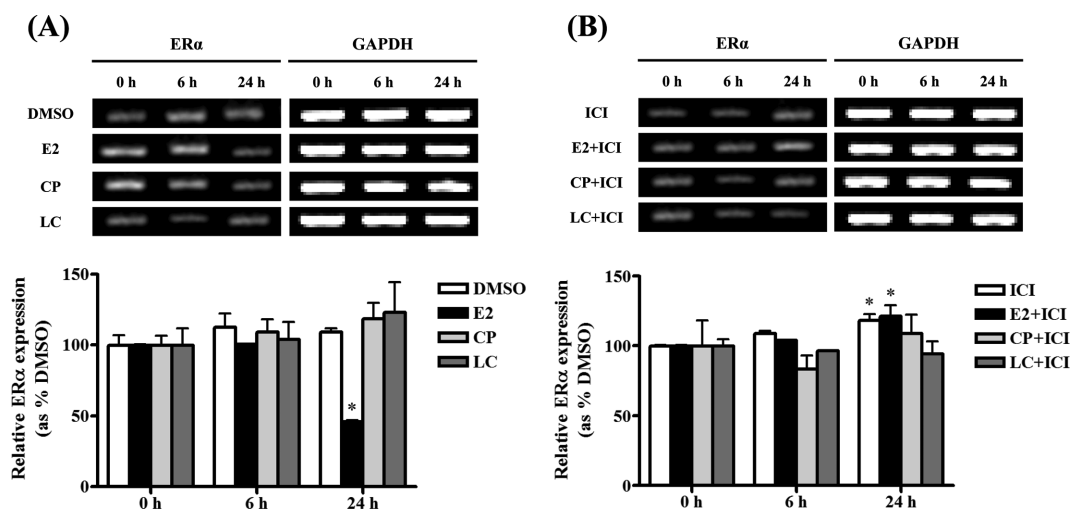 (A)
ERα GAPDH
0 h 6 h 24 h 0 h 6 h 24 h
DMSO
E2
CP
LC
Relative ERα expression
(as % DMSO)
150
100
50
0
0 h 6 h 24 h
*
DMSO
E2
CP
LC
(B)
ERα GAPDH
0 h 6 h 24 h 0 h 6 h 24 h
ICI
E2+ICI
CP+ICI
LC+ICI
Relative ERα expression
(as % DMSO)
150
100
50
0
0 h 6 h 24 h
* *
ICI
E2+ICI
CP+ICI
LC+ICI